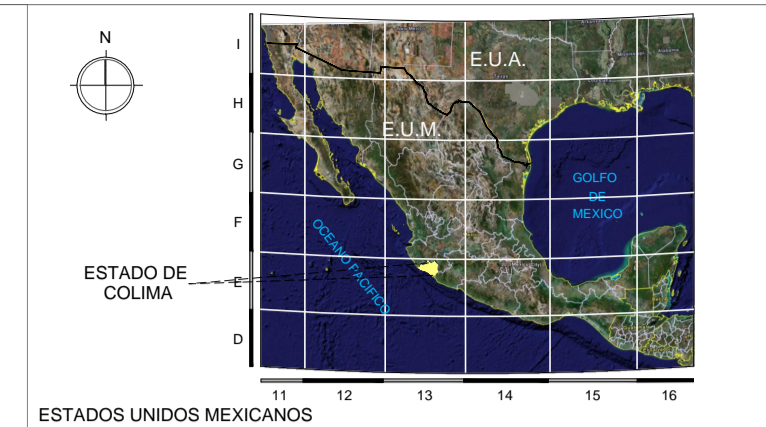 N
I
H
G
F
E
D
E.U.A.
E.U.M.
GOLFO
DE
MEXICO
OCEANO PACIFICO
ESTADO DE
COLIMA
11 12 13 14 15 16
ESTADOS UNIDOS MEXICANOS